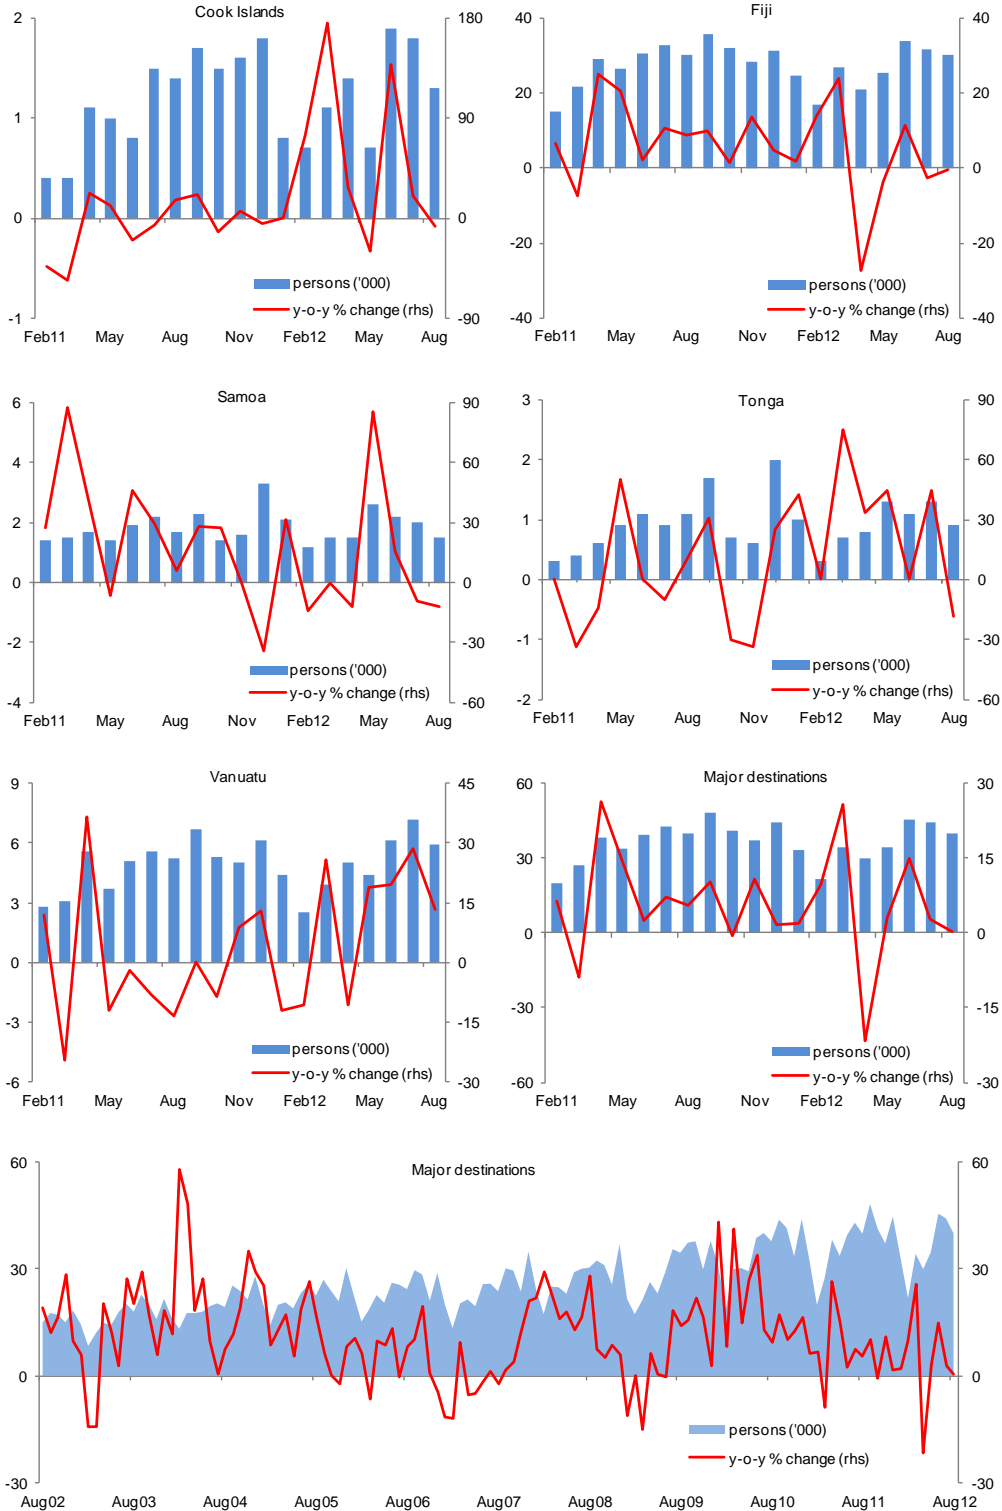 Cook Islands
2
1
0
-1
180
90
0
-90
persons ('000)
y-o-y % change (rhs)
Feb11 May Aug Nov Feb12 May Aug
Fiji
40
20
0
-20
-40
40
20
0
-20
-40
persons ('000)
y-o-y % change (rhs)
Feb11 May Aug Nov Feb12 May Aug
Samoa
6
4
2
0
-2
-4
90
60
30
0
-30
-60
persons ('000)
y-o-y % change (rhs)
Feb11 May Aug Nov Feb12 May Aug
Tonga
3
2
1
0
-1
-2
90
60
30
0
-30
-60
persons ('000)
y-o-y % change (rhs)
Feb11 May Aug Nov Feb12 May Aug
Vanuatu
9
6
3
0
-3
-6
45
30
15
0
-15
-30
persons ('000)
y-o-y % change (rhs)
Feb11 May Aug Nov Feb12 May Aug
Major destinations
60
30
0
-30
-60
30
15
0
-15
-30
persons ('000)
y-o-y % change (rhs)
Feb11 May Aug Nov Feb12 May Aug
Major destinations
60
30
0
-30
60
30
0
-30
persons ('000)
y-o-y % change (rhs)
Aug02 Aug03 Aug04 Aug05 Aug06 Aug07 Aug08 Aug09 Aug10 Aug11 Aug12